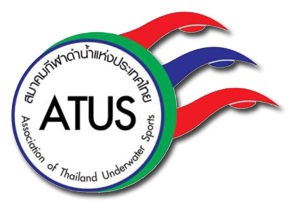 สมาคมกีฬาดำน้ำแห่งประเทศไทย
ATUS
Association of Thailand Underwater Sports